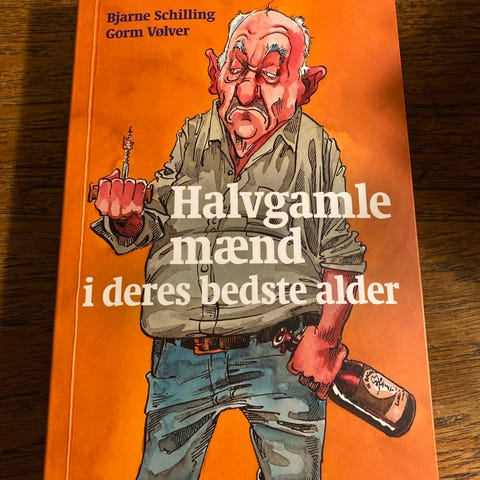 Bjarne Schilling
Gorm Vølver
Halvgamle
mænd
i deres bedste alder